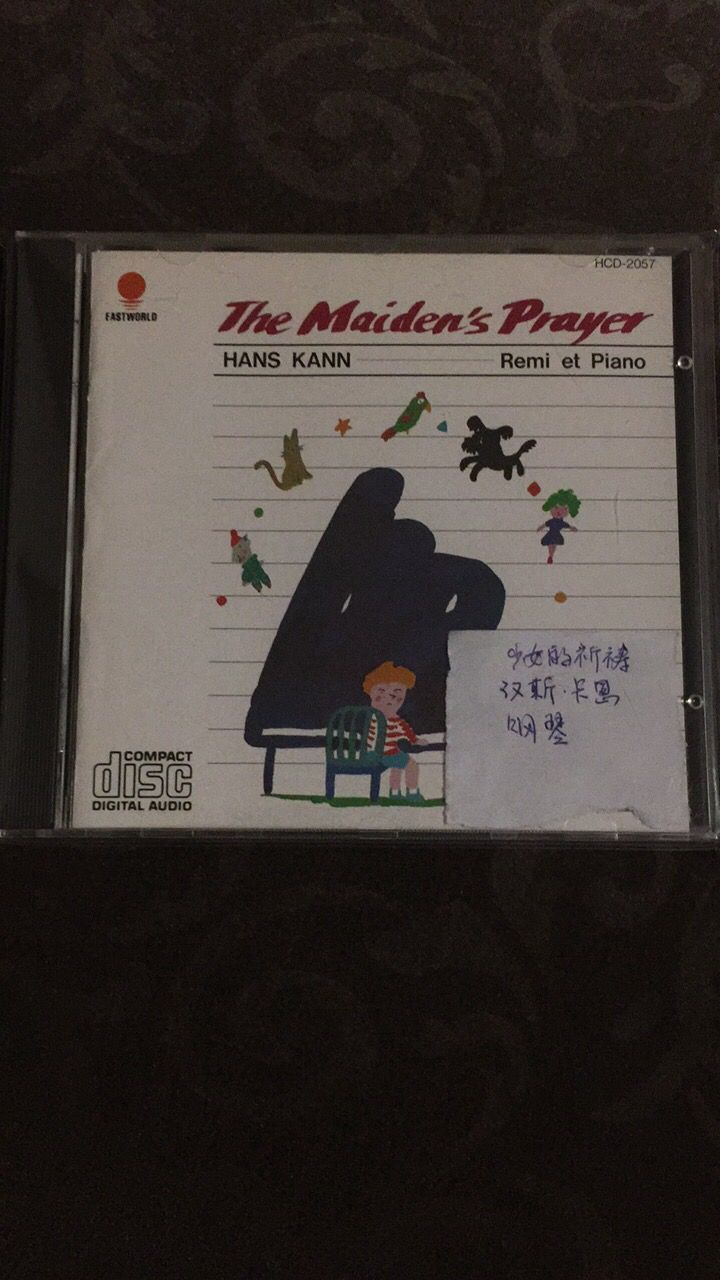 HCD-2057
EASTWORLD
The Maiden's Prayer
HANS KANN Remi et Piano
少女的祈祷
汉斯·卡恩
钢琴
COMPACT
disc
DIGITAL AUDIO